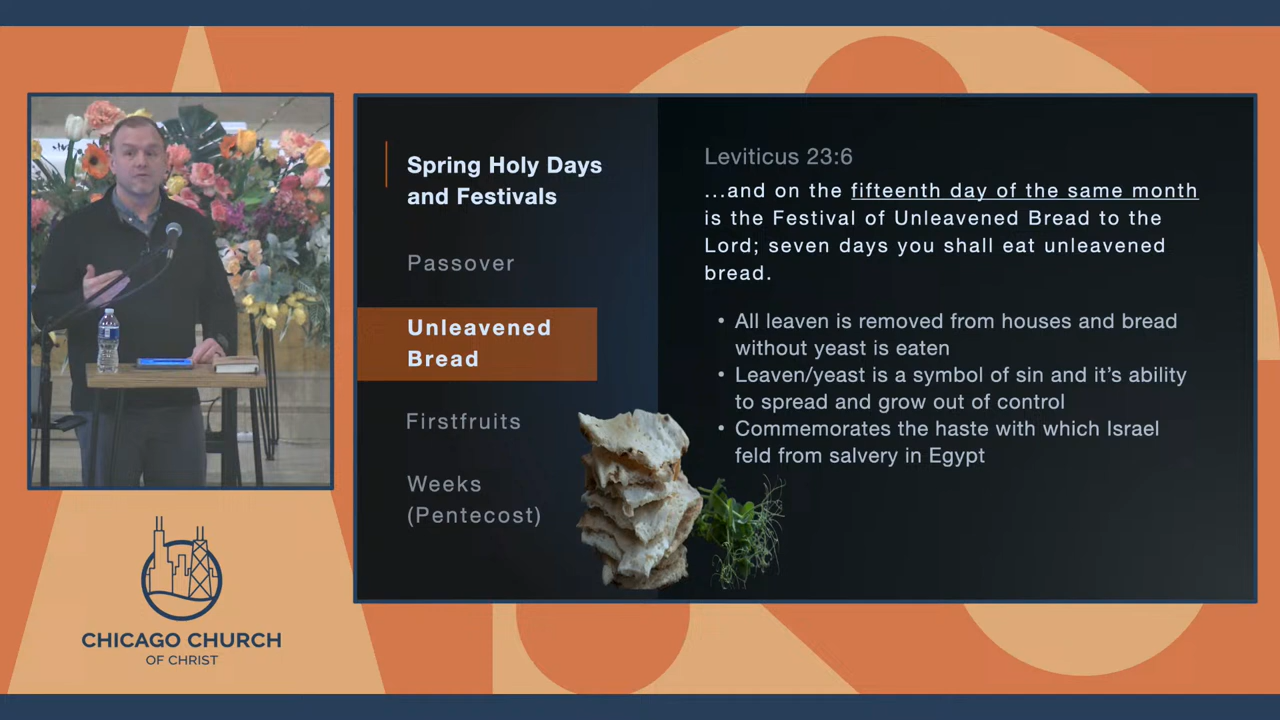 Spring Holy Days
and Festivals
Passover
Unleavened
Bread
Firstfruits
Weeks
(Pentecost)
Leviticus 23:6
...and on the fifteenth day of the same month
is the Festival of Unleavened Bread to the
Lord; seven days you shall eat unleavened
bread.
• All leaven is removed from houses and bread
without yeast is eaten
• Leaven/yeast is a symbol of sin and it's ability
to spread and grow out of control
• Commemorates the haste with which Israel
feld from salvery in Egypt
CHICAGO CHURCH
OF CHRIST